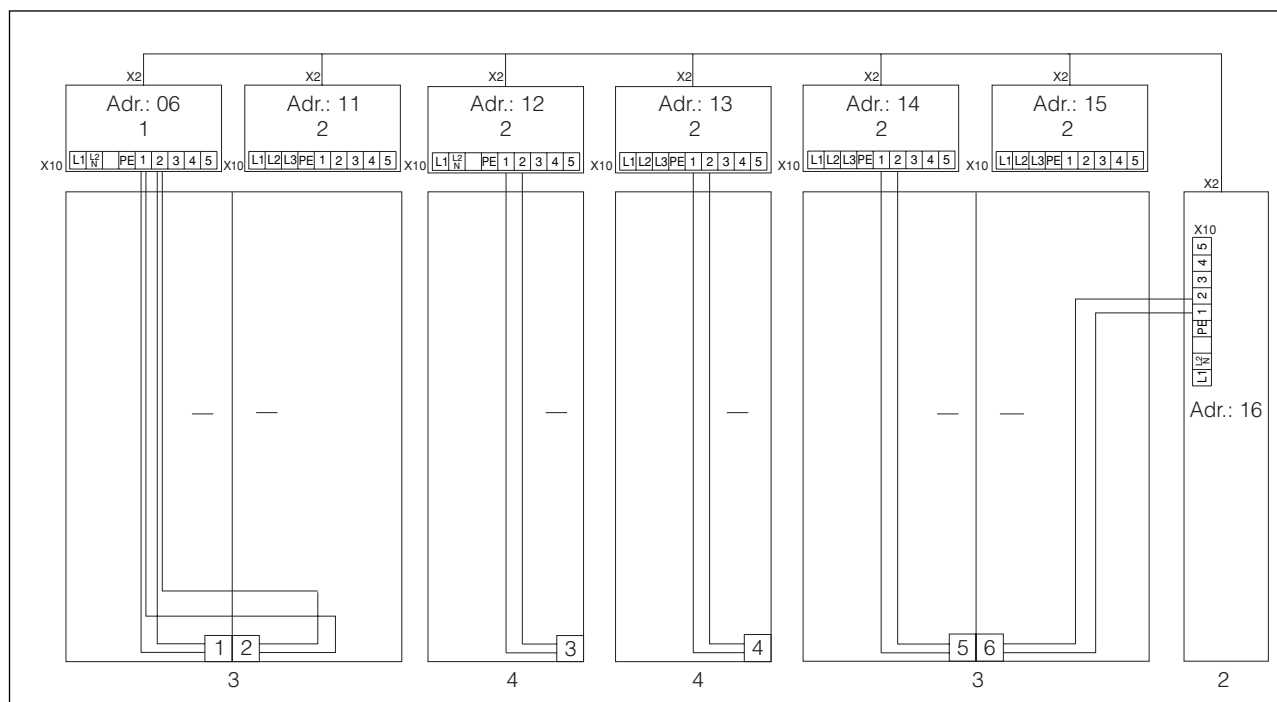 X2 X2 X2 X2 X2 X2
Adr.: 06 Adr.: 11 Adr.: 12 Adr.: 13 Adr.: 14 Adr.: 15
1 2 2 2 2 2
X10 L1 L2 N PE 1 2 3 4 5
X10 L1 L2 L3 PE 1 2 3 4 5
X10 L1 L2 N PE 1 2 3 4 5
X10 L1 L2 L3 PE 1 2 3 4 5
X10 L1 L2 L3 PE 1 2 3 4 5
X10 L1 L2 L3 PE 1 2 3 4 5
X2
X10
L1 L2 N PE 1 2 3 4 5
Adr.: 16
1 2 3 4 5 6
3 4 4 3 2